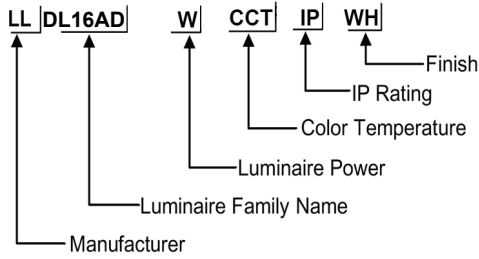 LL DL16AD W CCT IP WH
Finish
IP Rating
Color Temperature
Luminaire Power
Luminaire Family Name
Manufacturer